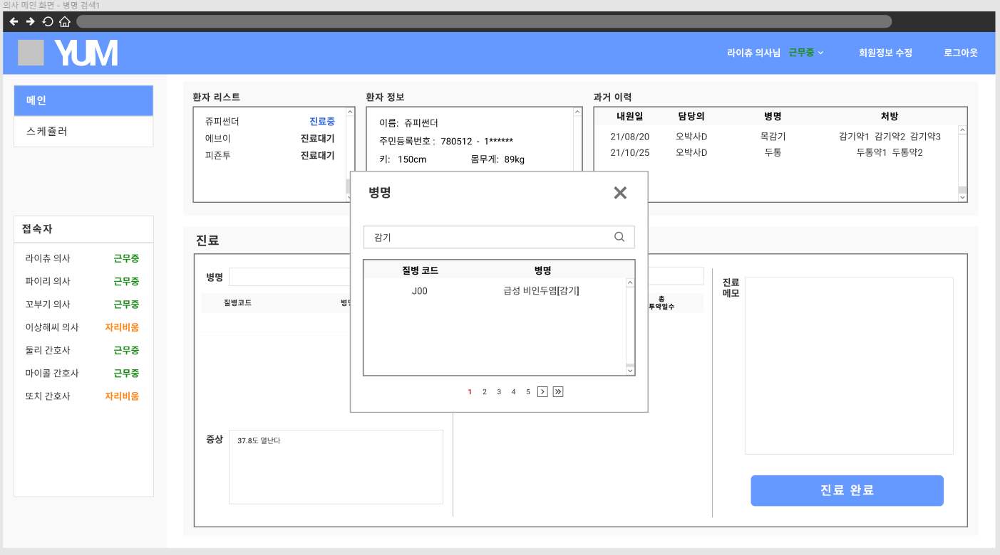 의사 메인 화면 - 병명 검색1
YUM
라이츄 의사님 근무중 회원정보 수정 로그아웃
메인
스케쥴러
접속자
라이츄 의사 근무중
파이리 의사 근무중
꼬부기 의사 근무중
이상해씨 의사 자리비움
둘리 간호사 근무중
마이콜 간호사 근무중
또치 간호사 자리비움
환자 리스트
쥬피썬더 진료중
에브이 진료대기
피죤투 진료대기
환자 정보
이름: 쥬피썬더
주민등록번호 : 780512 - 1******
키: 150cm 몸무게: 89kg
과거 이력
내원일 담당의 병명 처방
21/08/20 오박사D 목감기 감기약1 감기약2 감기약3
21/10/25 오박사D 두통 두통약1 두통약2
병명
감기
질병 코드 병명
J00 급성 비인두염[감기]
1 2 3 4 5
진료
병명
질병코드
총
투약일수
증상
37.8도 열난다
진료
메모
진료 완료